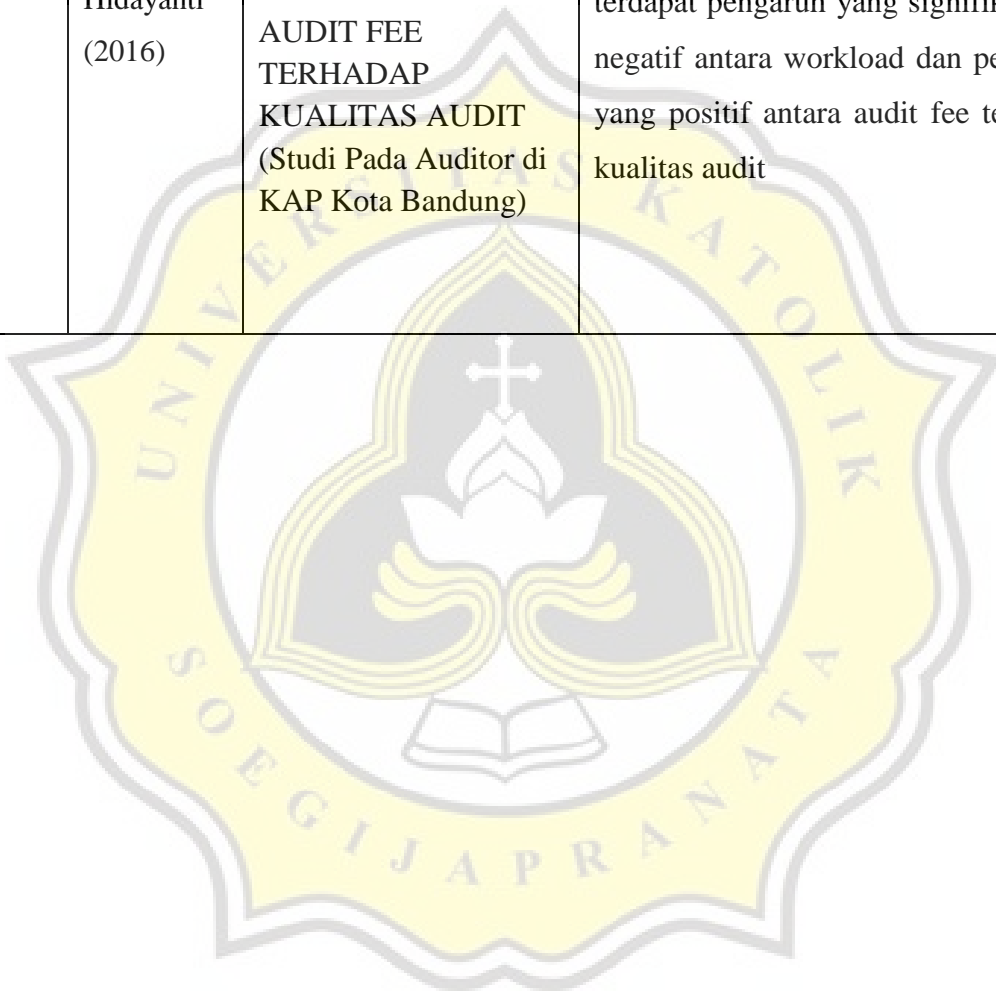 Hidayanti
(2016)
AUDIT FEE
TERHADAP
KUALITAS AUDIT
(Studi Pada Auditor di
KAP Kota Bandung)
terdapat pengaruh yang
negatif antara workload dan
yang positif antara audit fee
kualitas audit
UNIVERSITAS KATOLIK
SOEGIJAPRANATA